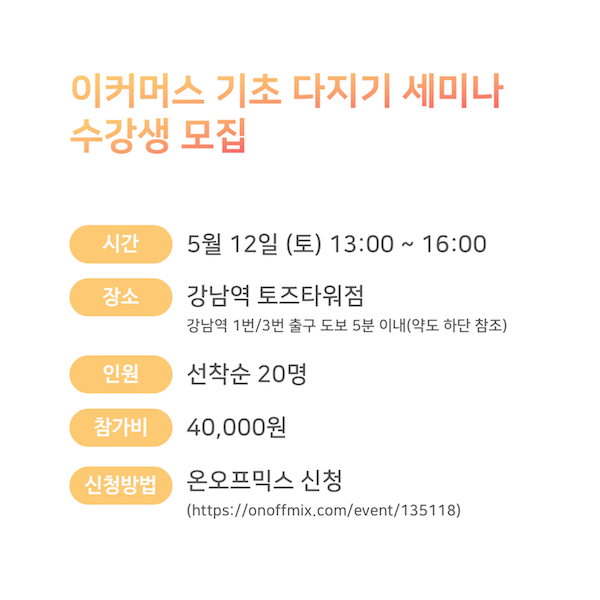 이커머스 기초 다지기 세미나
수강생 모집
시간 5월 12일 (토) 13:00 ~ 16:00
장소 강남역 토즈타워점
강남역 1번/3번 출구 도보 5분 이내(약도 하단 참조)
인원 선착순 20명
참가비 40,000원
신청방법 온오프믹스 신청
(https://onoffmix.com/event/135118)